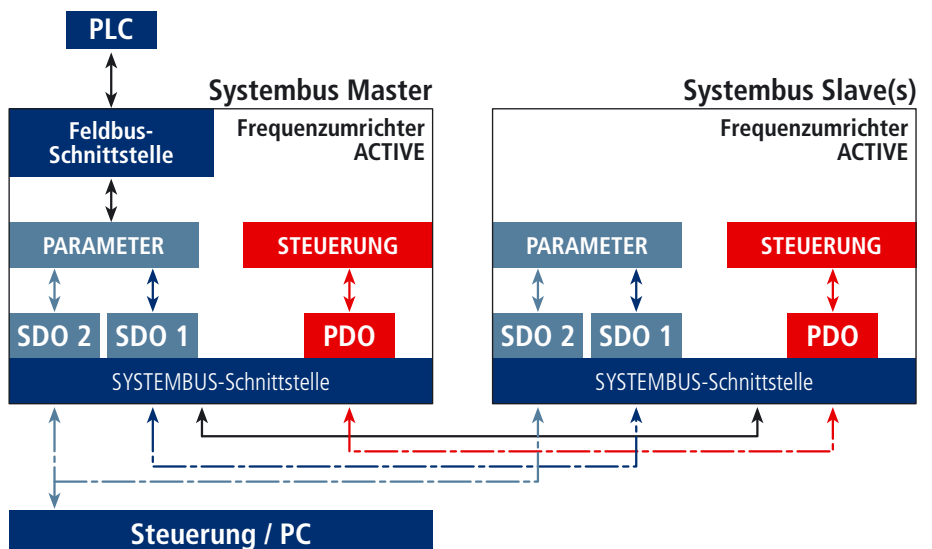 PLC
Systembus Master
Feldbus-
Schnittstelle
Frequenzumrichter
ACTIVE
PARAMETER
STEUERUNG
SDO 2
SDO 1
PDO
SYSTEMBUS-Schnittstelle
Systembus Slave(s)
Frequenzumrichter
ACTIVE
PARAMETER
STEUERUNG
SDO 2
SDO 1
PDO
SYSTEMBUS-Schnittstelle
Steuerung / PC